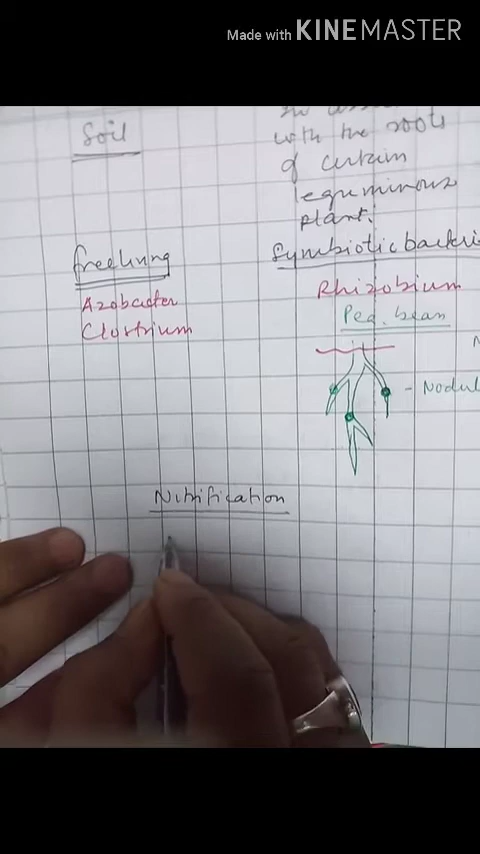 Made with KINEMASTER
Soil
with the roots
of certain
leguminous
plant.
freeliving
Symbiotic bacteri
Azobacter
Clostrium
Rhizobium
Pea, bean
N
- Nodul
Nitrification